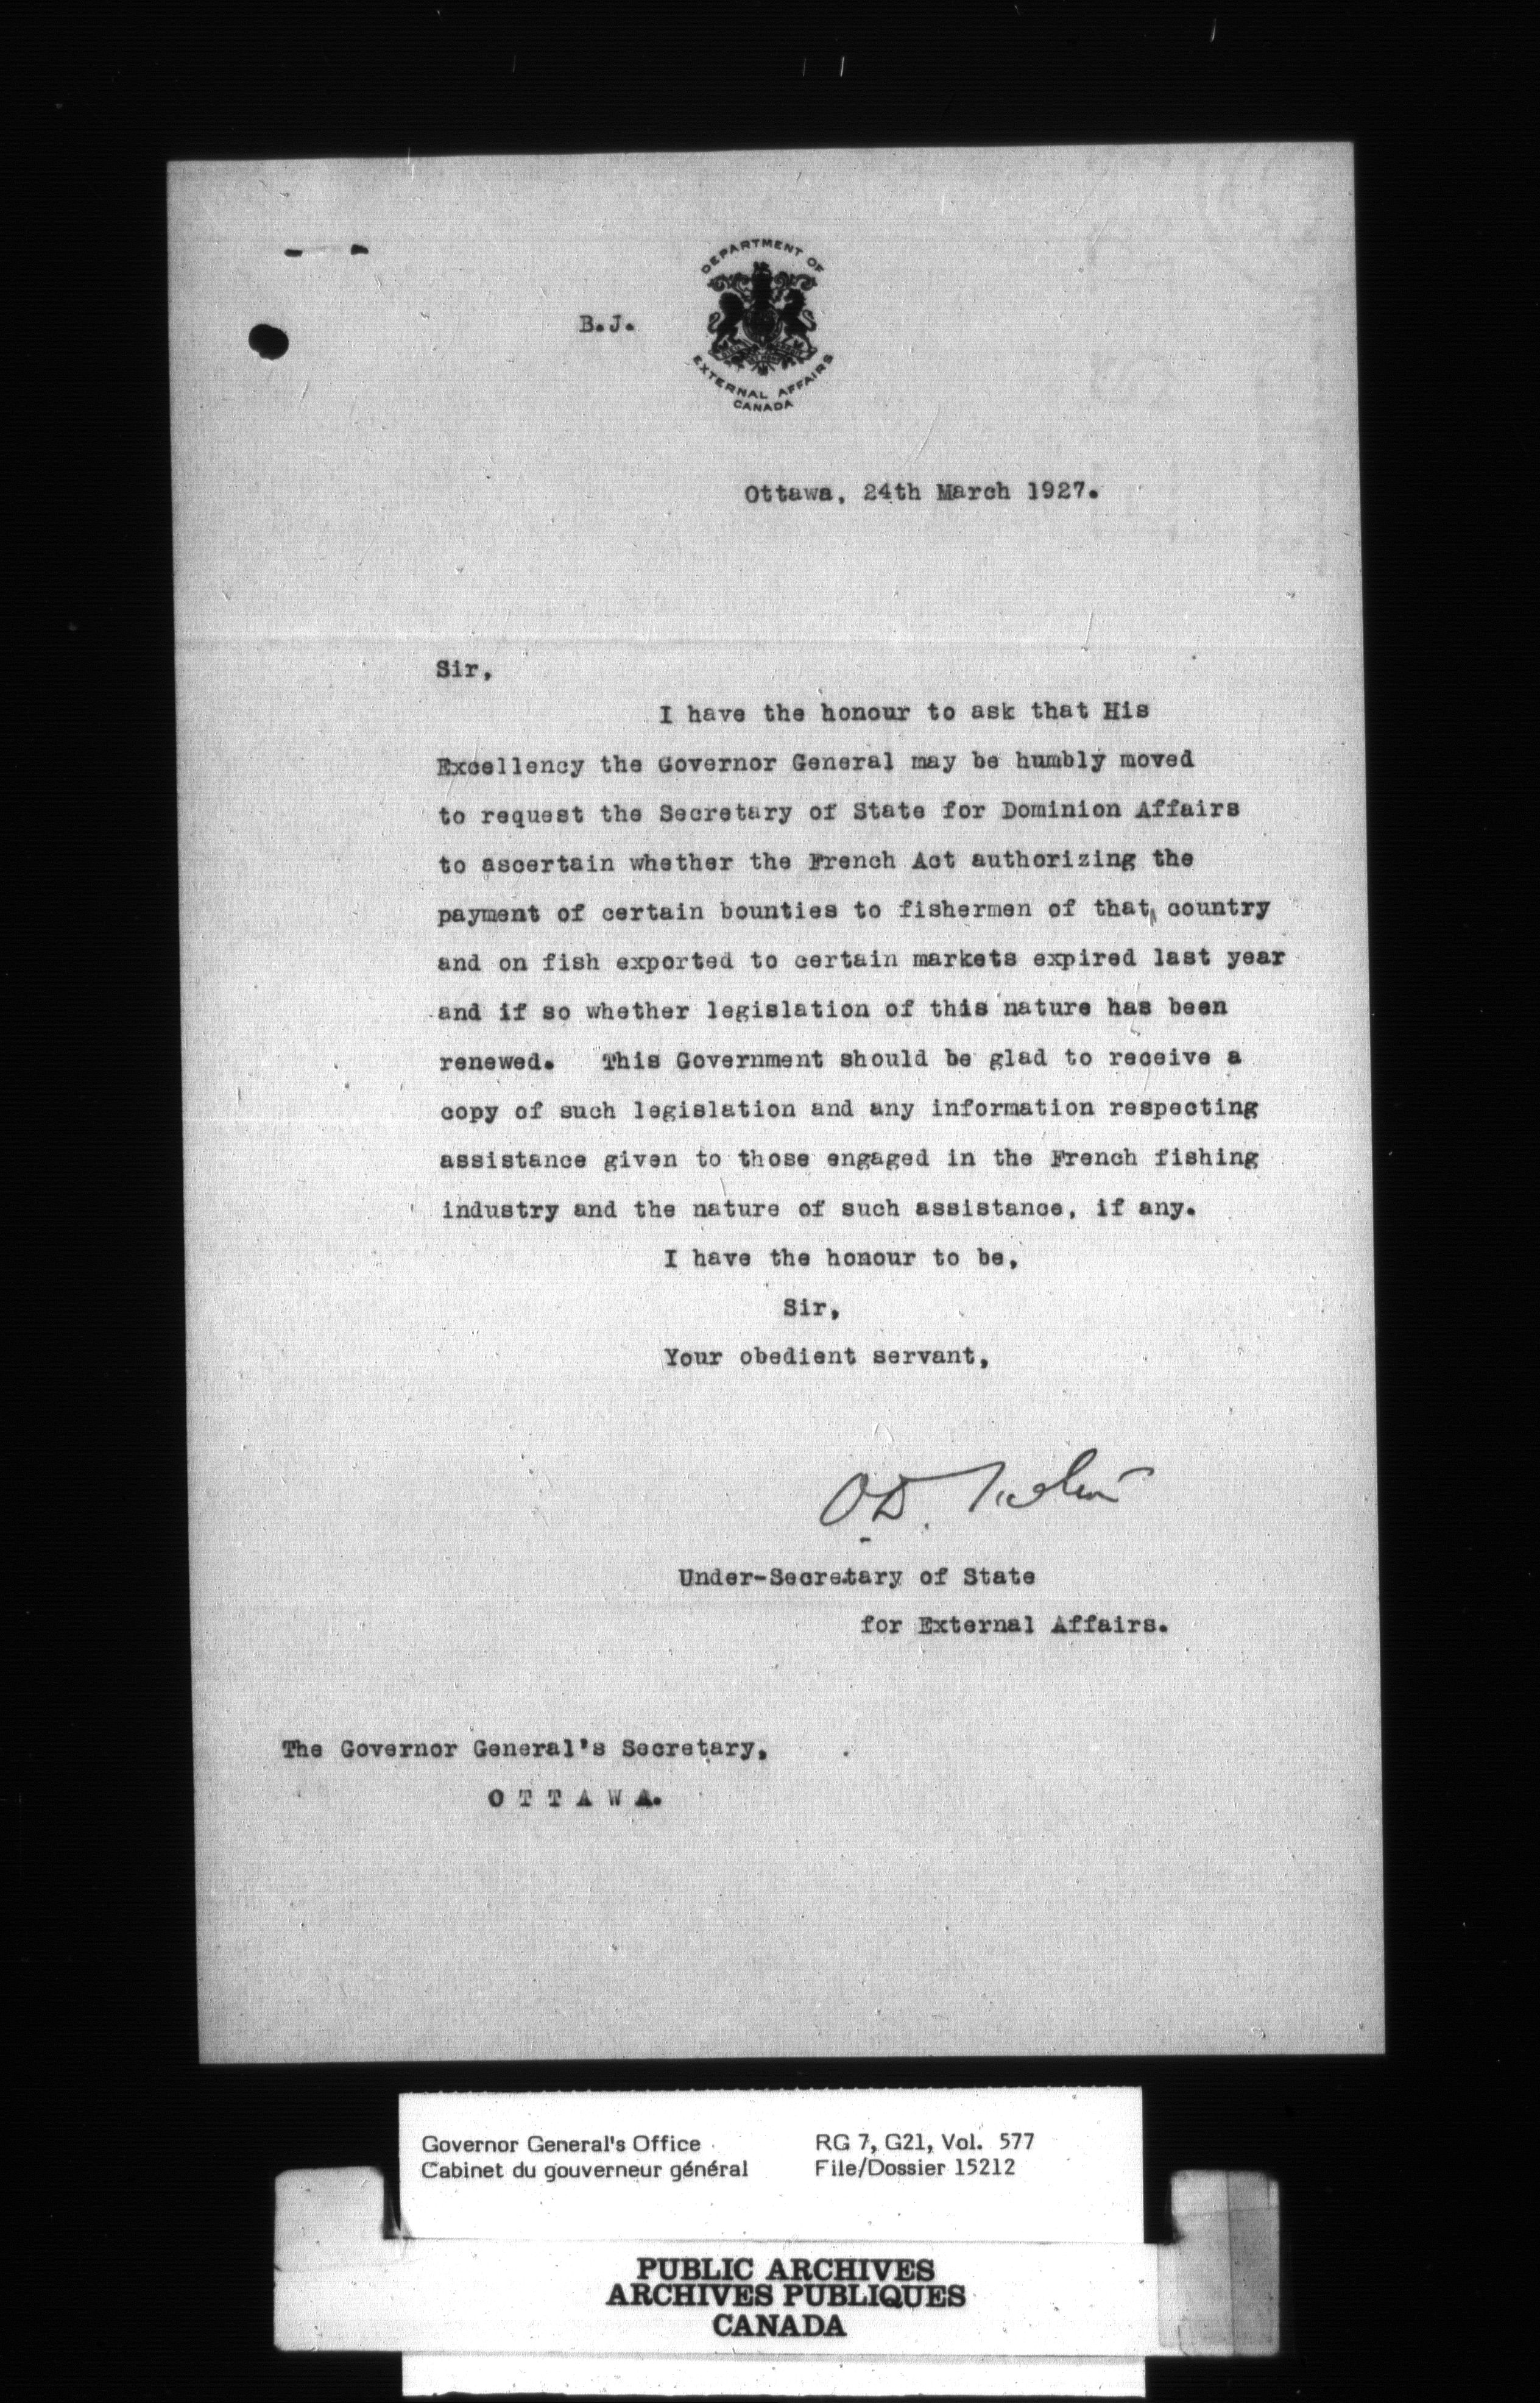 DEPARTMENT OF
EXTERNAL AFFAIRS
CANADA
B.J.
Ottawa, 24th March 1927.
Sir,
I have the honour to ask that His
Excellency the Governor General may be humbly moved
to request the Secretary of State for Dominion Affairs
to ascertain whether the French Act authorizing the
payment of certain bounties to fishermen of that country
and on fish exported to certain markets expired last year
and if so whether legislation of this nature has been
renewed. This Government should be glad to receive a
copy of such legislation and any information respecting
assistance given to those engaged in the French fishing
industry and the nature of such assistance, if any.
I have the honour to be,
Sir,
Your obedient servant,
O.D.
Under-Secretary of State
for External Affairs.
The Governor General's Secretary,
O T T A W A.
Governor General's Office RG 7, G21, Vol. 577
Cabinet du gouverneur général File/Dossier 15212
PUBLIC ARCHIVES
ARCHIVES PUBLIQUES
CANADA